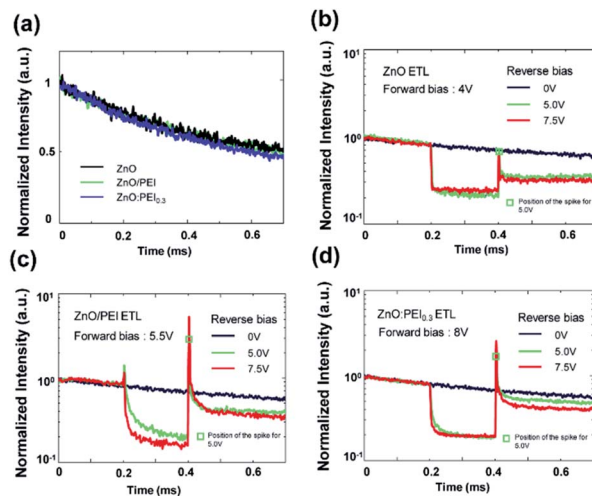 (a)
Normalized Intensity (a.u.)
1
0.5
0
ZnO
ZnO/PEI
ZnO:PEI0.3
0 0.2 0.4 0.6
Time (ms)
(b)
Normalized Intensity (a.u.)
10¹
10⁰
10⁻¹
ZnO ETL
Forward bias : 4V
Reverse bias
0V
5.0V
7.5V
Position of the spike for
5.0V
0 0.2 0.4 0.6
Time (ms)
(c)
Normalized Intensity (a.u.)
10¹
10⁰
10⁻¹
ZnO/PEI ETL
Forward bias : 5.5V
Reverse bias
0V
5.0V
7.5V
Position of the spike for
5.0V
0 0.2 0.4 0.6
Time (ms)
(d)
Normalized Intensity (a.u.)
10¹
10⁰
10⁻¹
ZnO:PEI0.3 ETL
Forward bias : 8V
Reverse bias
0V
5.0V
7.5V
Position of the spike for
5.0V
0 0.2 0.4 0.6
Time (ms)